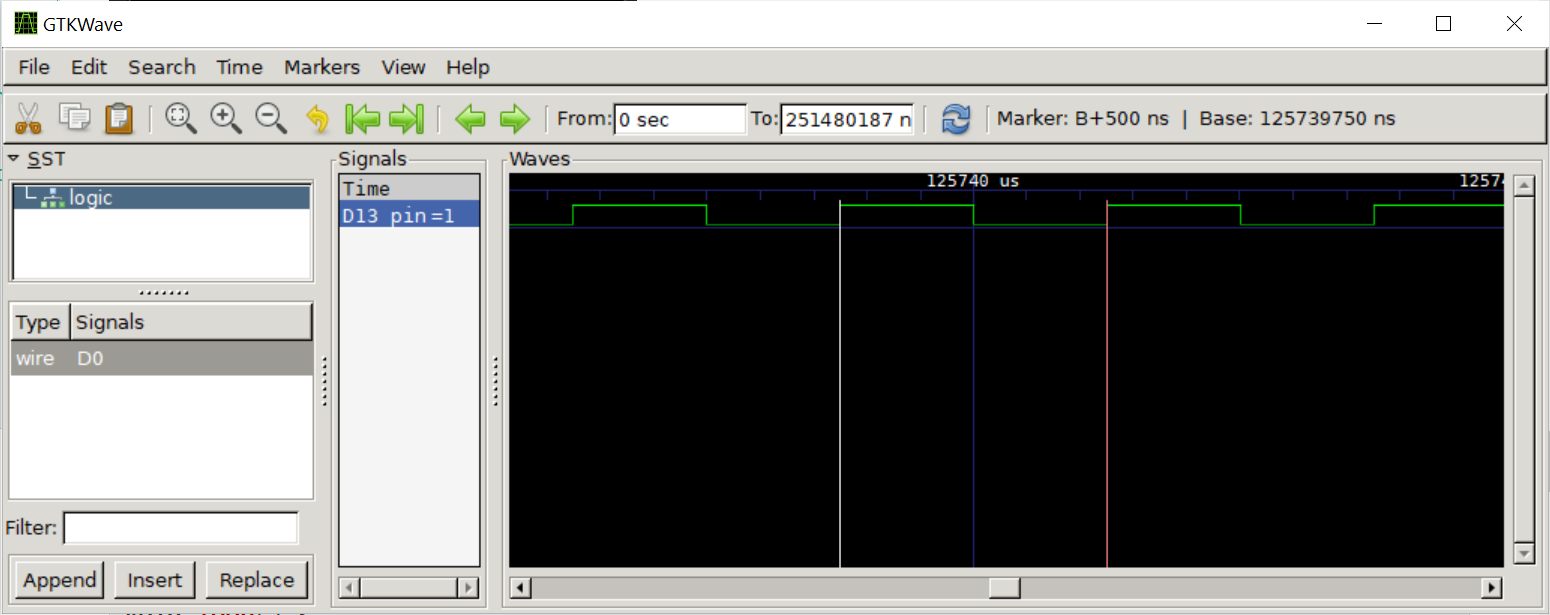 GTKWave
File Edit Search Time Markers View Help
From: 0 sec To: 251480187 n Marker: B+500 ns | Base: 125739750 ns
SST
logic
Type Signals
wire D0
Filter:
Append Insert Replace
Signals
Time
D13 pin=1
Waves
125740 us